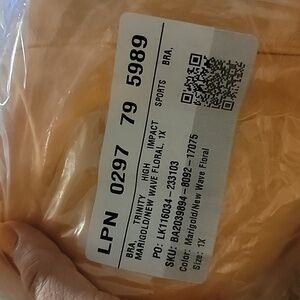 LPN 0297 79 5989
BRA, TRINITY HIGH IMPACT SPORTS BRA,
MARIGOLD/NEW WAVE FLORAL, 1X
PO: LK116034-233103
SKU: BA2039894-8092-17075
Color: Marigold/New Wave Floral
Size: 1X